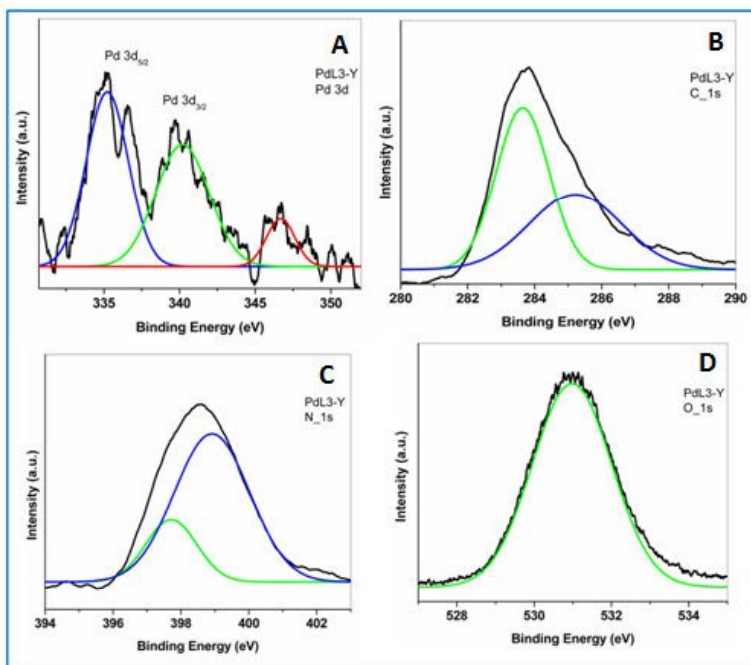 A
Pd 3d5/2
Pd 3d3/2
PdL3-Y
Pd 3d
Intensity (a.u.)
335 340 345 350
Binding Energy (eV)
B
PdL3-Y
C_1s
Intensity (a.u.)
280 282 284 286 288 290
Binding Energy (eV)
C
PdL3-Y
N_1s
Intensity (a.u.)
394 396 398 400 402
Binding Energy (eV)
D
PdL3-Y
O_1s
Intensity (a.u.)
528 530 532 534
Binding Energy (eV)